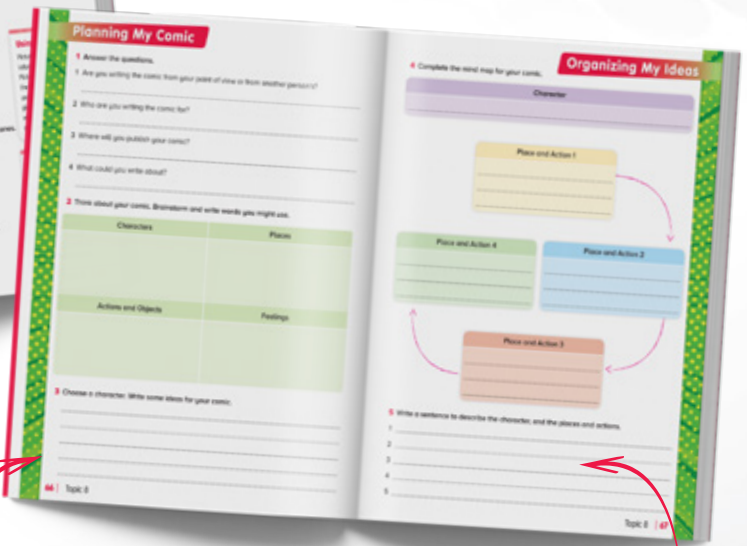 Planning My Comic
1 Answer the questions.
1 Are you writing the comic from your point of view or from another person's?
2 Who are you writing the comic for?
3 Where will you publish your comic?
4 What could you write about?
2 Think about your comic. Brainstorm and write words you might use.
Characters
Places
Actions and Objects
Feelings
3 Choose a character. Write some ideas for your comic.
66 | Topic 8
Organizing My Ideas
4 Complete the mind map for your comic.
Character
Place and Action 1
Place and Action 4
Place and Action 2
Place and Action 3
5 Write a sentence to describe the character, and the places and actions.
1
2
3
4
5
Topic 8 | 67